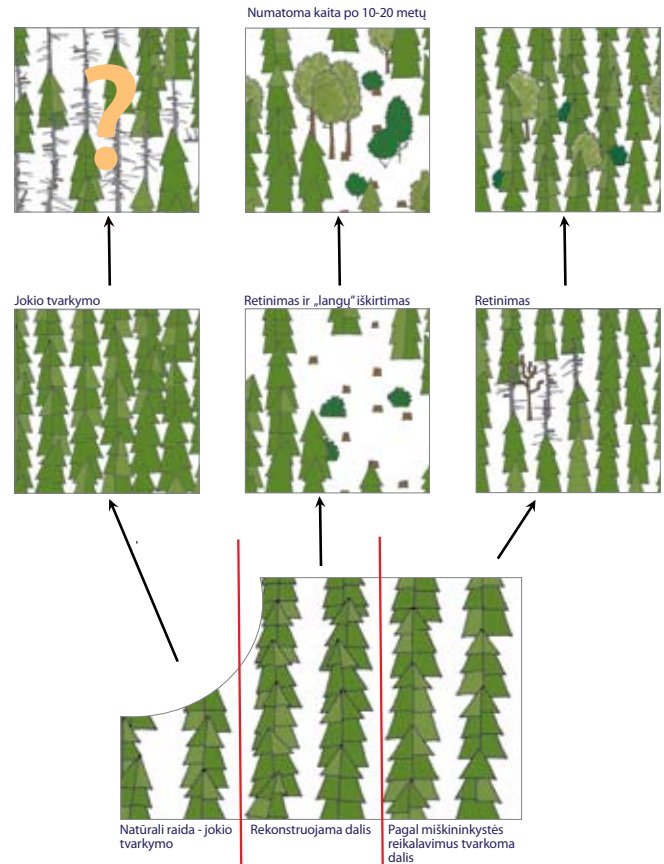 Numatoma kaita po 10-20 metų
?
Jokio tvarkymo
Retinimas ir „langų" iškirtimas
Retinimas
Natūrali raida - jokio
tvarkymo
Rekonstruojama dalis
Pagal miškininkystės
reikalavimus tvarkoma
dalis